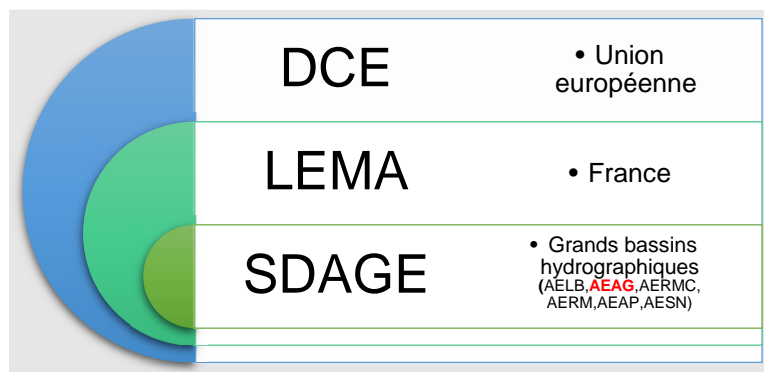 DCE
• Union
européenne
LEMA
• France
SDAGE
• Grands bassins
hydrographiques
(AELB,AEAG,AERMC,
AERM,AEAP,AESN)